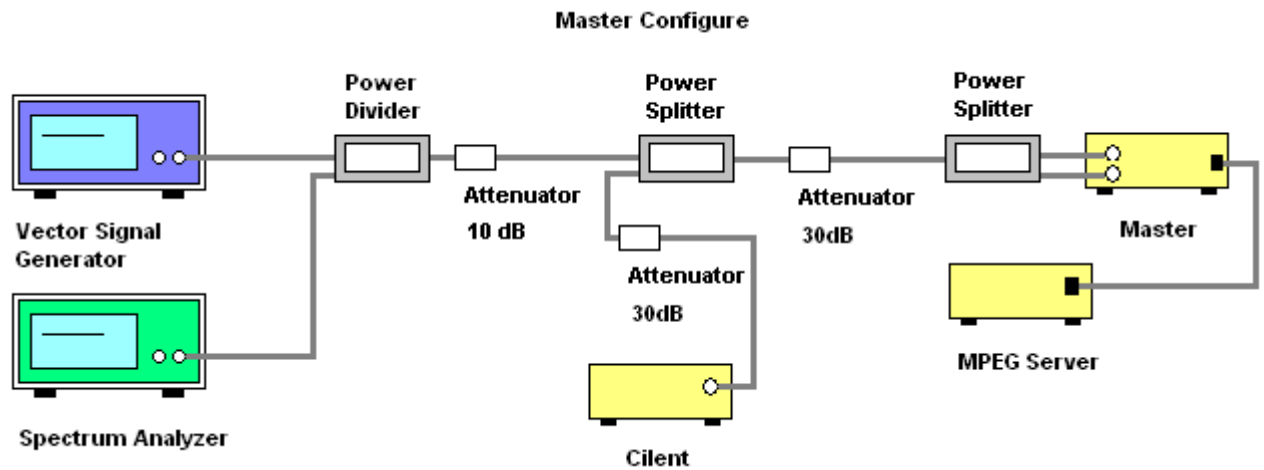 Master Configure
Power
Divider
Power
Splitter
Power
Splitter
Attenuator
10 dB
Attenuator
30dB
Vector Signal
Generator
Master
Attenuator
30dB
MPEG Server
Spectrum Analyzer
Cilent